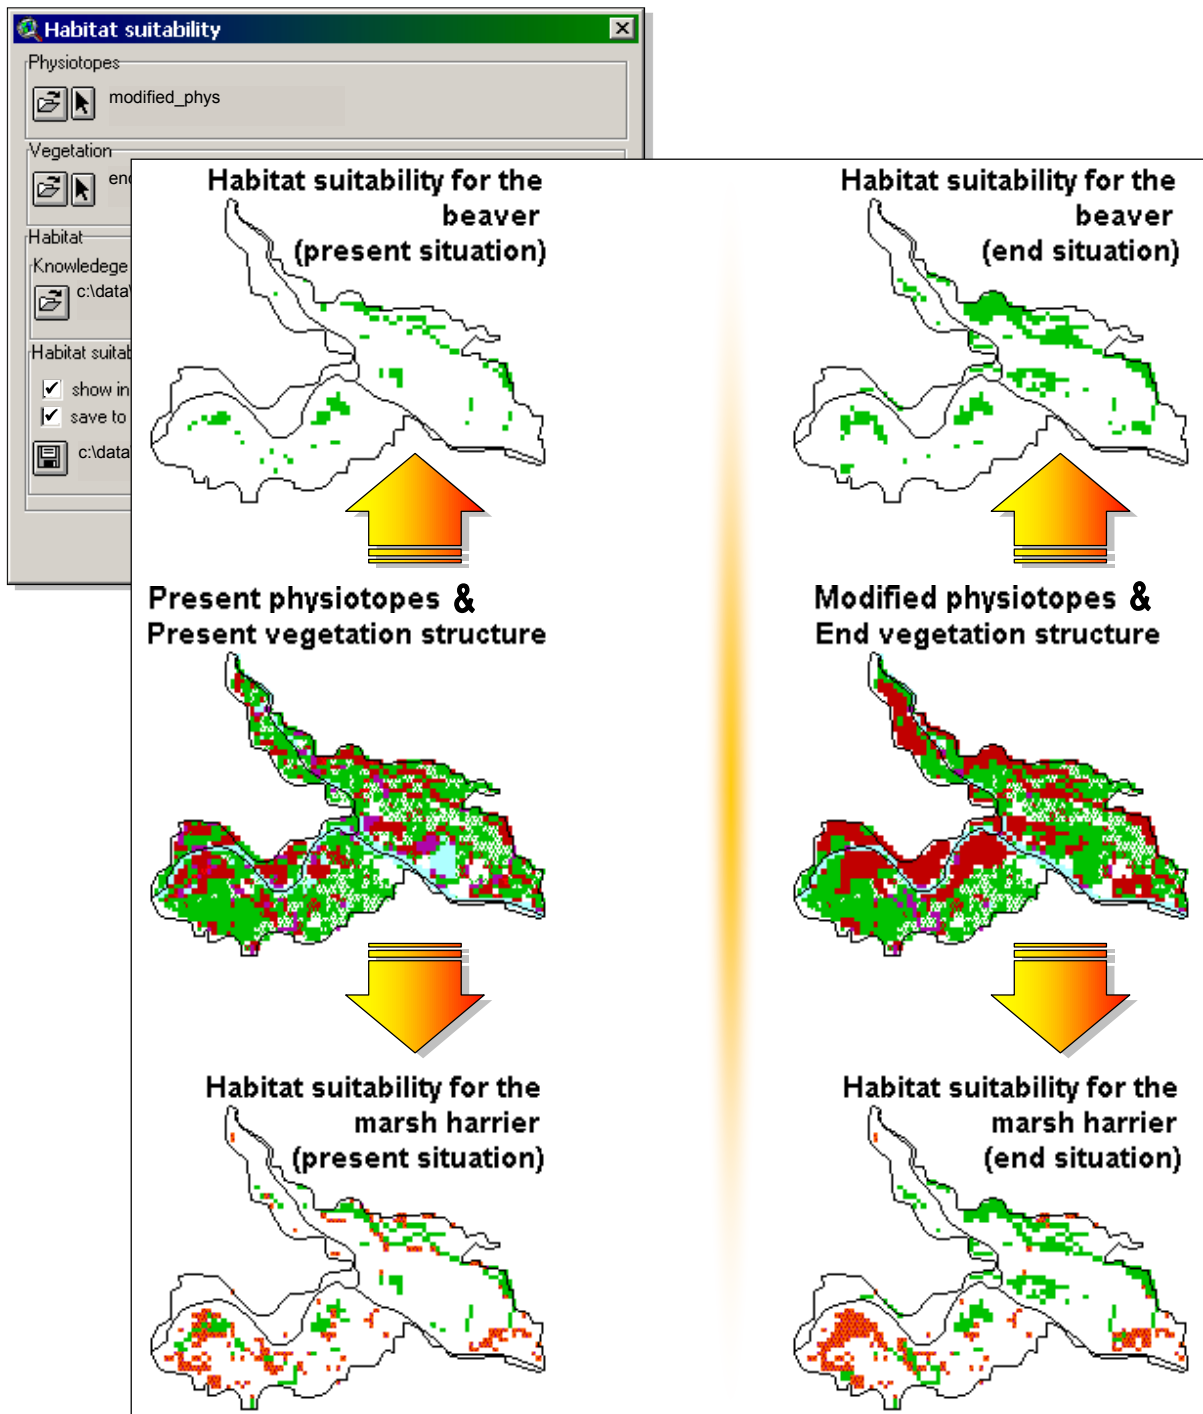 Habitat suitability
Physiotopes
modified_phys
Vegetation
Habitat
Knowledege
c:\data\
Habitat
show in
save to
c:\data
Habitat suitability for the
beaver
(present situation)
Habitat suitability for the
beaver
(end situation)
Present physiotopes &
Present vegetation structure
Modified physiotopes &
End vegetation structure
Habitat suitability for the
marsh harrier
(present situation)
Habitat suitability for the
marsh harrier
(end situation)